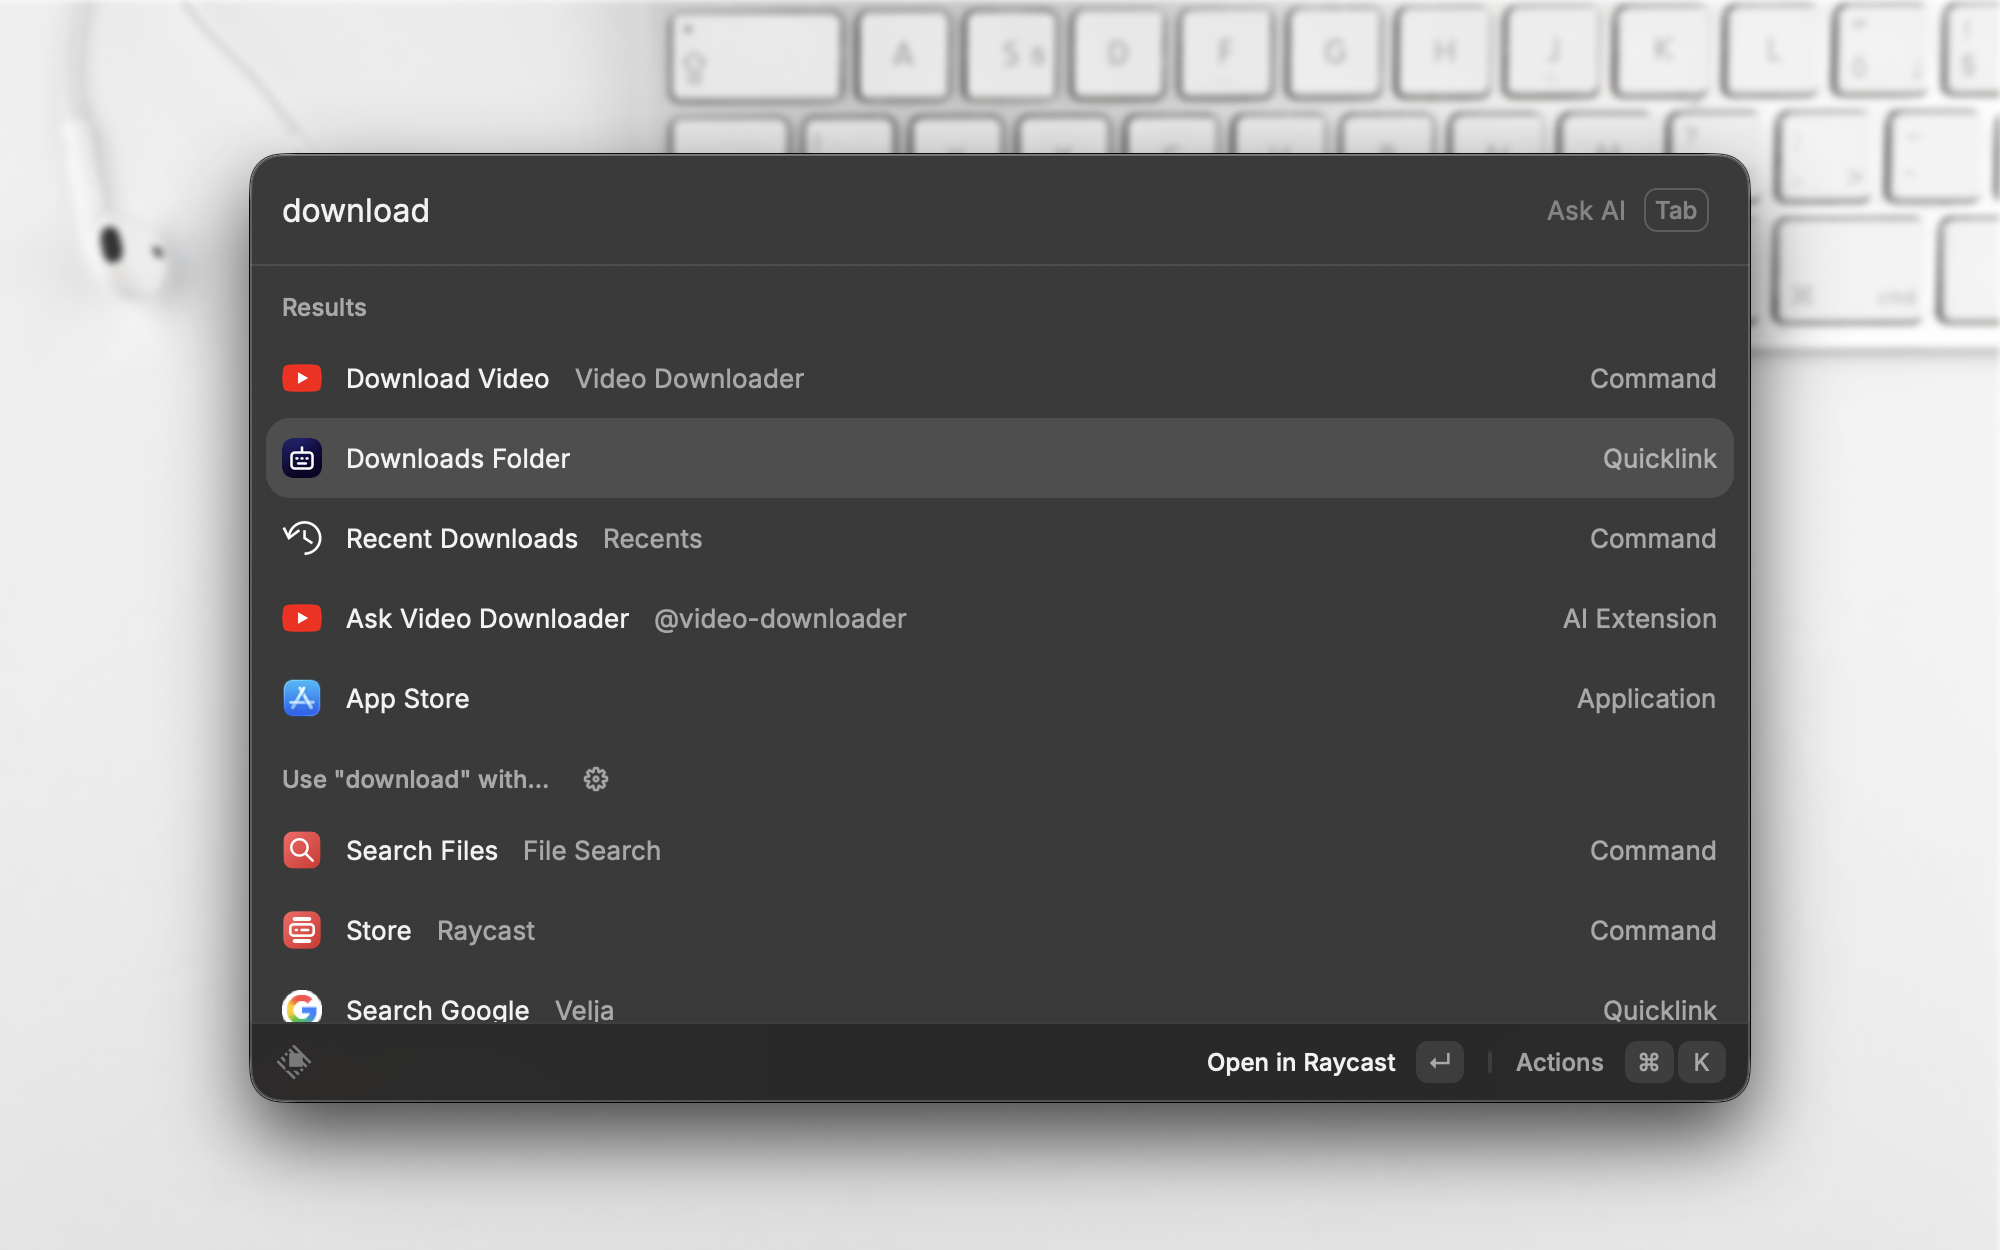 A S D F G H J K L
cmd
download Ask AI Tab
Results
Download Video Video Downloader Command
Downloads Folder Quicklink
Recent Downloads Recents Command
Ask Video Downloader @video-downloader AI Extension
App Store Application
Use "download" with...
Search Files File Search Command
Store Raycast Command
Search Google Velja Quicklink
Open in Raycast ↵ Actions ⌘ K